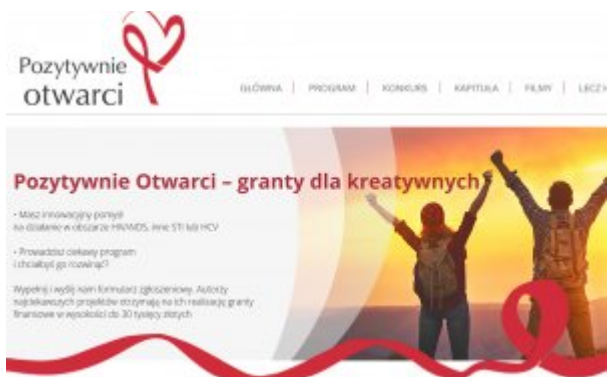 Pozytywnie
otwarci
GŁÓWNA | PROGRAM | KONKURS | KAPITUŁA | FILMY | LECZ
Pozytywnie Otwarci – granty dla kreatywnych
• Masz innowacyjny pomysł
na działanie w obszarze HIV/AIDS, inne STI lub HCV
• Prowadzisz ciekawy program
i chciałbyś go rozwinąć?
Wypełnij i wyślij nam formularz zgłoszeniowy. Autorzy
najciekawszych projektów otrzymają na ich realizację granty
finansowe w wysokości do 30 tysięcy złotych